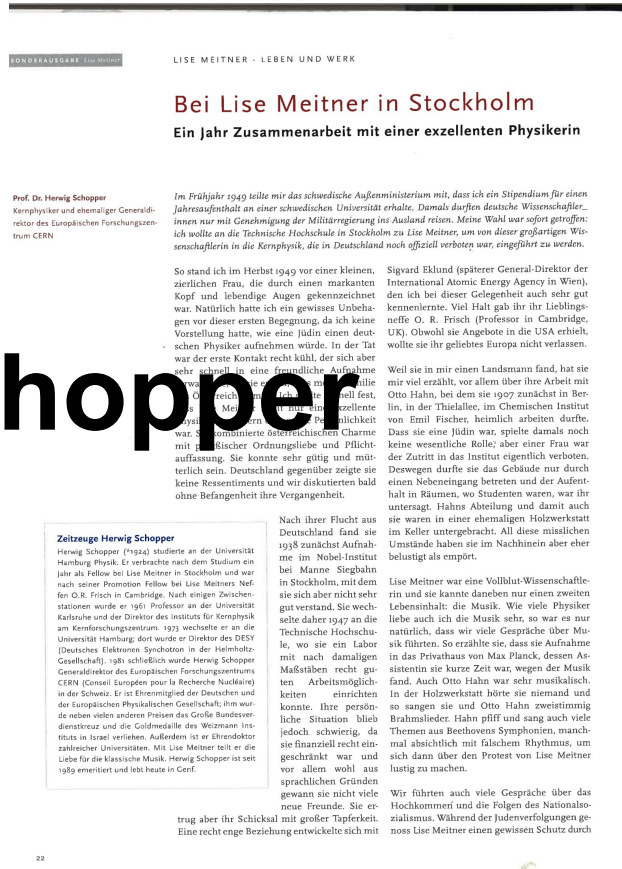 SONDERAUSGABE Lise Meitner
LISE MEITNER - LEBEN UND WERK
Bei Lise Meitner in Stockholm
Ein Jahr Zusammenarbeit mit einer exzellenten Physikerin
Prof. Dr. Herwig Schopper
Kernphysiker und ehemaliger Generaldi-
rektor des Europäischen Forschungszen-
trum CERN
Im Frühjahr 1949 teilte mir das schwedische Außenministerium mit, dass ich ein Stipendium für einen
Jahresaufenthalt an einer schwedischen Universität erhalte. Damals durften deutsche Wissenschaftler_
innen nur mit Genehmigung der Militärregierung ins Ausland reisen. Meine Wahl war sofort getroffen:
ich wollte an die Technische Hochschule in Stockholm zu Lise Meitner, um von dieser großartigen Wis-
senschaftlerin in die Kernphysik, die in Deutschland noch offiziell verboten war, eingeführt zu werden.
So stand ich im Herbst 1949 vor einer kleinen,
zierlichen Frau, die durch einen markanten
Kopf und lebendige Augen gekennzeichnet
war. Natürlich hatte ich ein gewisses Unbeha-
gen vor dieser ersten Begegnung, da ich keine
Vorstellung hatte, wie eine Jüdin einen deut-
schen Physiker aufnehmen würde. In der Tat
war der erste Kontakt recht kühl, der sich aber
sehr schnell in eine freundliche Aufnahme
hopper
war. kombinierte österreichischen Charme
mit Ordnungsliebe und Pflicht-
auffassung. Sie konnte sehr gütig und müt-
terlich sein. Deutschland gegenüber zeigte sie
keine Ressentiments und wir diskutierten bald
ohne Befangenheit ihre Vergangenheit.
Nach ihrer Flucht aus
Deutschland fand sie
1938 zunächst Aufnah-
me im Nobel-Institut
bei Manne Siegbahn
in Stockholm, mit dem
sie sich aber nicht sehr
gut verstand. Sie wech-
selte daher 1947 an die
Technische Hochschu-
le, wo sie ein Labor
mit nach damaligen
Maßstäben recht gu-
ten Arbeitsmöglich-
keiten einrichten
konnte. Ihre persön-
liche Situation blieb
jedoch schwierig, da
sie finanziell recht ein-
geschränkt war und
vor allem wohl aus
sprachlichen Gründen
gewann sie nicht viele
neue Freunde. Sie er-
trug aber ihr Schicksal mit großer Tapferkeit.
Eine recht enge Beziehung entwickelte sich mit
Zeitzeuge Herwig Schopper
Herwig Schopper (*1924) studierte an der Universität
Hamburg Physik. Er verbrachte nach dem Studium ein
Jahr als Fellow bei Lise Meitner in Stockholm und war
nach seiner Promotion Fellow bei Lise Meitners Nef-
fen O.R. Frisch in Cambridge. Nach einigen Zwischen-
stationen wurde er 1961 Professor an der Universität
Karlsruhe und der Direktor des Instituts für Kernphysik
am Kernforschungszentrum. 1973 wechselte er an die
Universität Hamburg; dort wurde er Direktor des DESY
(Deutsches Elektronen Synchotron in der Helmholtz-
Gesellschaft). 1981 schließlich wurde Herwig Schopper
Generaldirektor des Europäischen Forschungszentrums
CERN (Conseil Européen pour la Recherche Nucléaire)
in der Schweiz. Er ist Ehrenmitglied der Deutschen und
der Europäischen Physikalischen Gesellschaft; ihm wur-
de neben vielen anderen Preisen das Große Bundesver-
dienstkreuz und die Goldmedaille des Weizmann Ins-
tituts in Israel verliehen. Außerdem ist er Ehrendoktor
zahlreicher Universitäten. Mit Lise Meitner teilt er die
Liebe für die klassische Musik. Herwig Schopper ist seit
1989 emeritiert und lebt heute in Genf.
Sigvard Eklund (späterer General-Direktor der
International Atomic Energy Agency in Wien),
den ich bei dieser Gelegenheit auch sehr gut
kennenlernte. Viel Halt gab ihr ihr Lieblings-
neffe O. R. Frisch (Professor in Cambridge,
UK). Obwohl sie Angebote in die USA erhielt,
wollte sie ihr geliebtes Europa nicht verlassen.
Weil sie in mir einen Landsmann fand, hat sie
mir viel erzählt, vor allem über ihre Arbeit mit
Otto Hahn, bei dem sie 1907 zunächst in Ber-
lin, in der Thielallee, im Chemischen Institut
von Emil Fischer, heimlich arbeiten durfte.
Dass sie eine Jüdin war, spielte damals noch
keine wesentliche Rolle, aber einer Frau war
der Zutritt in das Institut eigentlich verboten.
Deswegen durfte sie das Gebäude nur durch
einen Nebeneingang betreten und der Aufent-
halt in Räumen, wo Studenten waren, war ihr
untersagt. Hahns Abteilung und damit auch
sie waren in einer ehemaligen Holzwerkstatt
im Keller untergebracht. All diese misslichen
Umstände haben sie im Nachhinein aber eher
belustigt als empört.
Lise Meitner war eine Vollblut-Wissenschaftle-
rin und sie kannte daneben nur einen zweiten
Lebensinhalt: die Musik. Wie viele Physiker
liebe auch ich die Musik sehr, so war es nur
natürlich, dass wir viele Gespräche über Mu-
sik führten. So erzählte sie, dass sie Aufnahme
in das Privathaus von Max Planck, dessen As-
sistentin sie kurze Zeit war, wegen der Musik
fand. Auch Otto Hahn war sehr musikalisch.
In der Holzwerkstatt hörte sie niemand und
so sangen sie und Otto Hahn zweistimmig
Brahmslieder. Hahn pfiff und sang auch viele
Themen aus Beethovens Symphonien, manch-
mal absichtlich mit falschem Rhythmus, um
sich dann über den Protest von Lise Meitner
lustig zu machen.
Wir führten auch viele Gespräche über das
Hochkommen und die Folgen des Nationalso-
zialismus. Während der Judenverfolgungen ge-
noss Lise Meitner einen gewissen Schutz durch
22